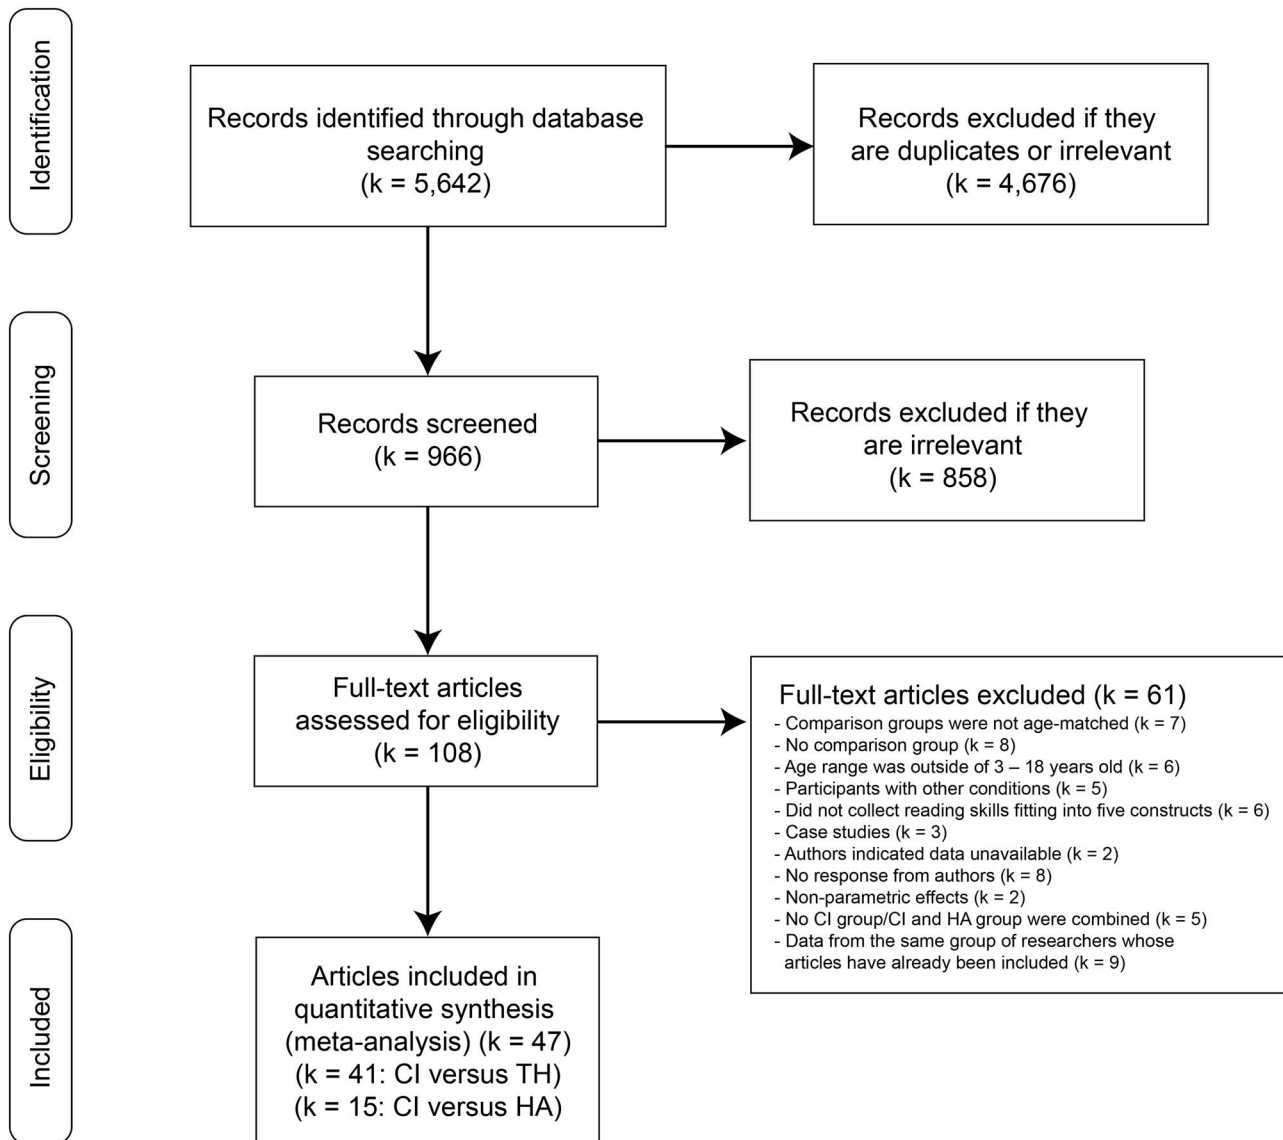 Identification
Records identified through database
searching
(k = 5,642)
Records excluded if they
are duplicates or irrelevant
(k = 4,676)
Screening
Records screened
(k = 966)
Records excluded if they
are irrelevant
(k = 858)
Eligibility
Full-text articles
assessed for eligibility
(k = 108)
Full-text articles excluded (k = 61)
- Comparison groups were not age-matched (k = 7)
- No comparison group (k = 8)
- Age range was outside of 3 – 18 years old (k = 6)
- Participants with other conditions (k = 5)
- Did not collect reading skills fitting into five constructs (k = 6)
- Case studies (k = 3)
- Authors indicated data unavailable (k = 2)
- No response from authors (k = 8)
- Non-parametric effects (k = 2)
- No CI group/CI and HA group were combined (k = 5)
- Data from the same group of researchers whose
articles have already been included (k = 9)
Included
Articles included in
quantitative synthesis
(meta-analysis) (k = 47)
(k = 41: CI versus TH)
(k = 15: CI versus HA)